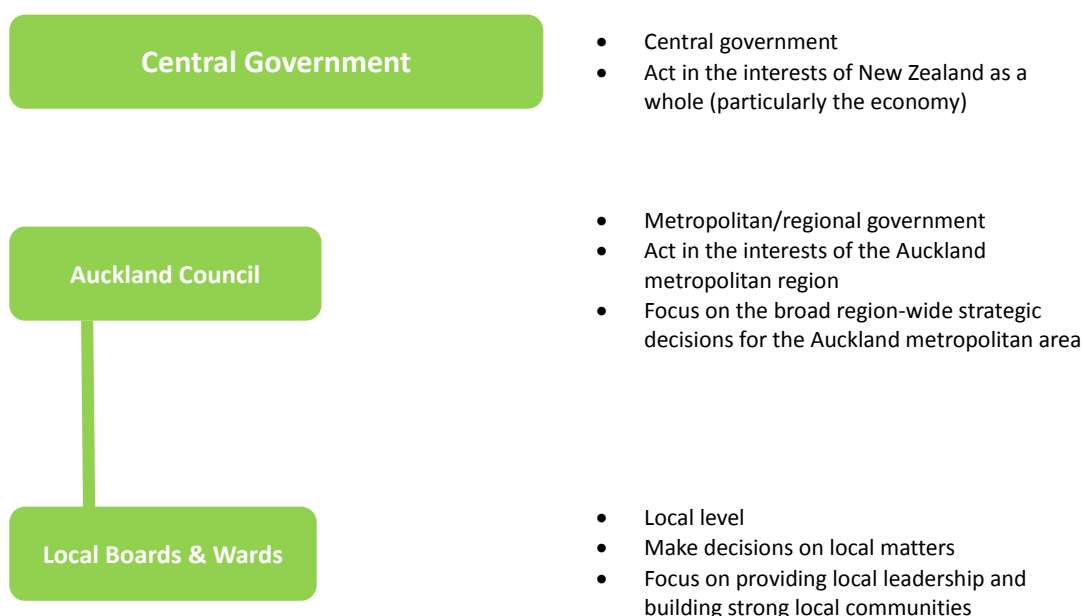 Central Government
• Central government
• Act in the interests of New Zealand as a
whole (particularly the economy)
Auckland Council
• Metropolitan/regional government
• Act in the interests of the Auckland
metropolitan region
• Focus on the broad region-wide strategic
decisions for the Auckland metropolitan area
Local Boards & Wards
• Local level
• Make decisions on local matters
• Focus on providing local leadership and
building strong local communities